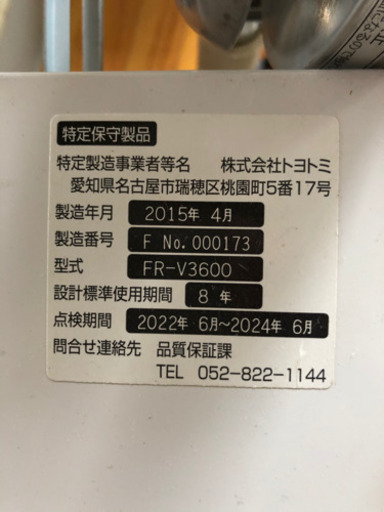 特定保守製品
特定製造事業者等名 株式会社トヨトミ
愛知県名古屋市瑞穂区桃園町5番17号
製造年月 2015年 4月
製造番号 F No.000173
型式 FR-V3600
設計標準使用期間 8 年
点検期間 2022年 6月～2024年 6月
問合せ連絡先 品質保証課
TEL 052-822-1144